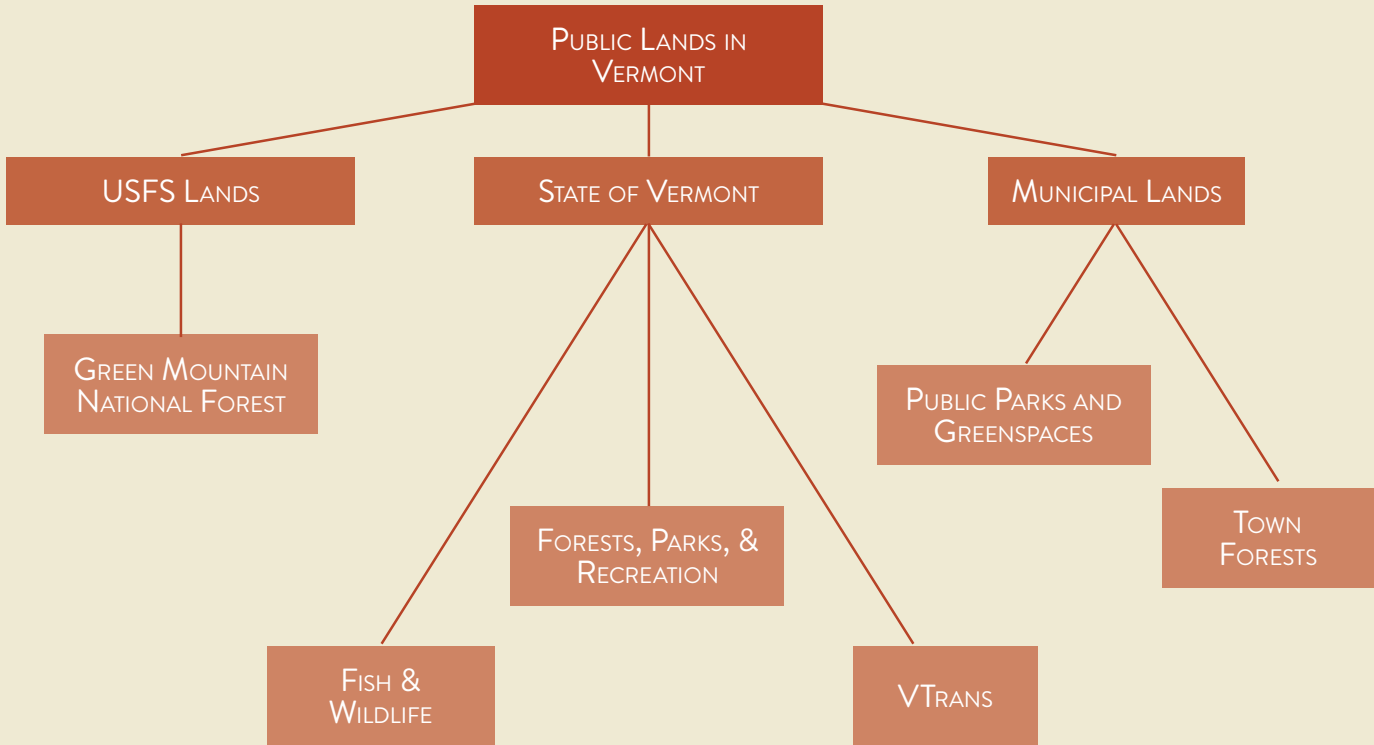 Public Lands in
Vermont
USFS Lands
State of Vermont
Municipal Lands
Green Mountain
National Forest
Public Parks and
Greenspaces
Forests, Parks, &
Recreation
Town
Forests
Fish &
Wildlife
VTrans